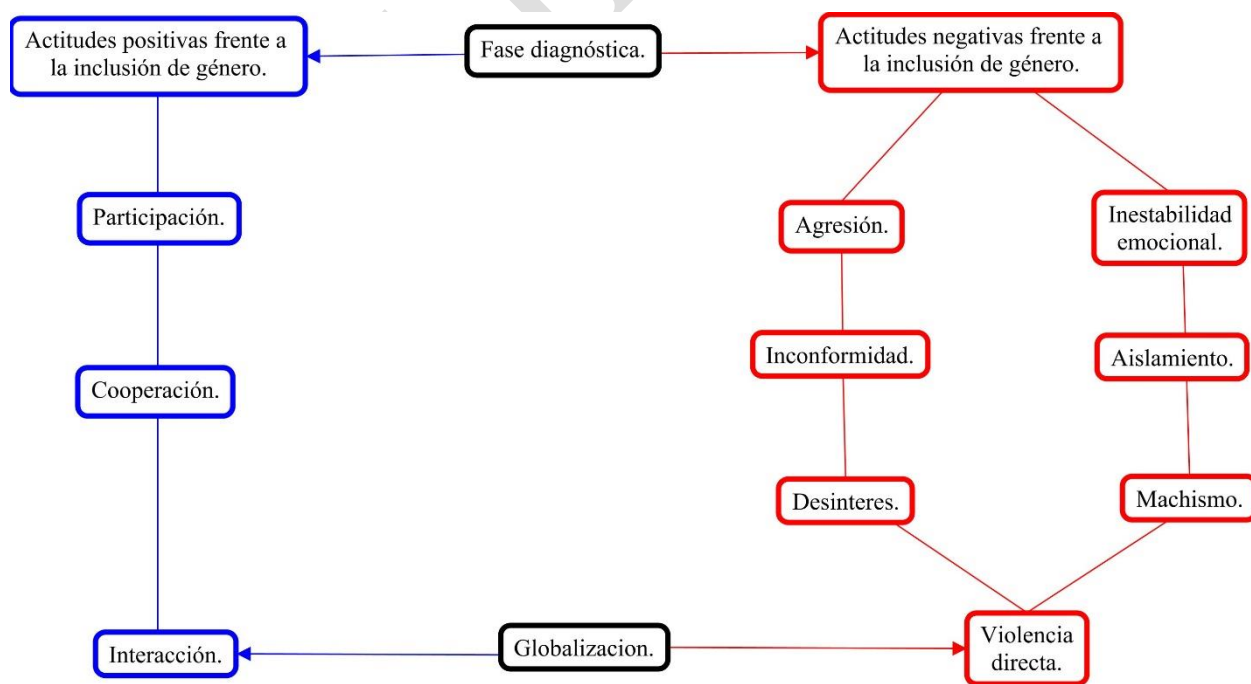 Actitudes positivas frente a
la inclusión de género.
Fase diagnóstica.
Actitudes negativas frente a
la inclusión de género.
Participación.
Agresión.
Inestabilidad
emocional.
Cooperación.
Inconformidad.
Aislamiento.
Desinteres.
Machismo.
Interacción.
Globalizacion.
Violencia
directa.